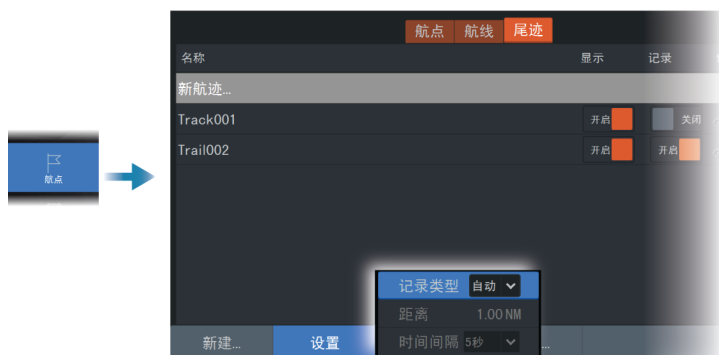 航点 航线 尾迹
名称 显示 记录
新航迹...
Track001 开启 关闭
Trail002 开启 开启
航点
记录类型 自动
距离 1.00 NM
时间间隔 5秒
新建... 设置 ...